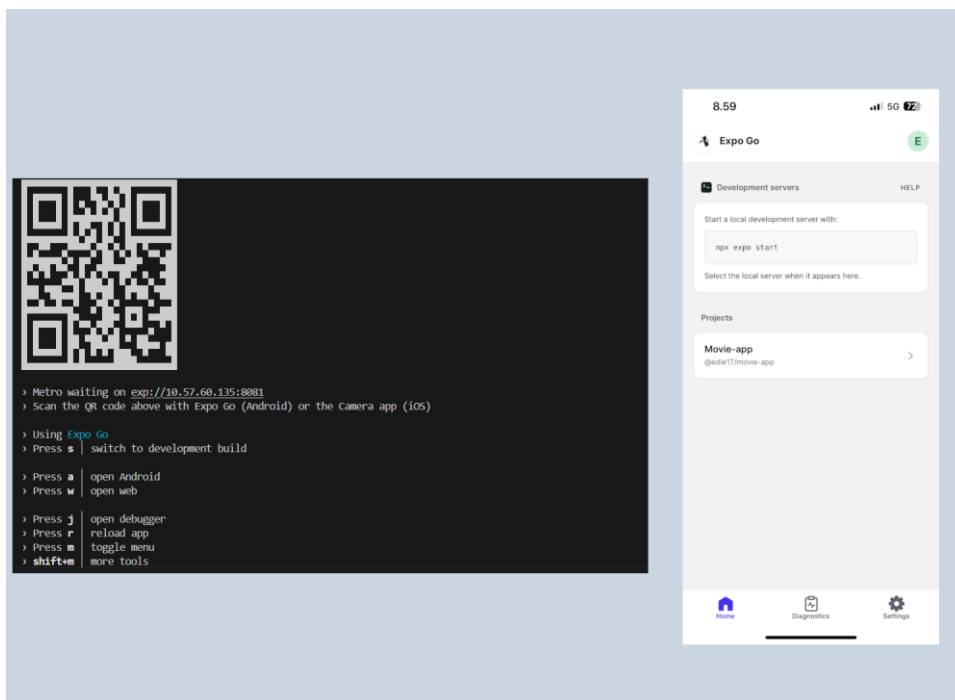 › Metro waiting on exp://10.57.60.135:8081
› Scan the QR code above with Expo Go (Android) or the Camera app (iOS)
› Using Expo Go
› Press s │ switch to development build
› Press a │ open Android
› Press w │ open web
› Press j │ open debugger
› Press r │ reload app
› Press m │ toggle menu
› shift+m │ more tools
8.59 5G 72
Expo Go E
Development servers HELP
Start a local development server with:
npx expo start
Select the local server when it appears here.
Projects
Movie-app
@edie17/movie-app
Home Diagnostics Settings